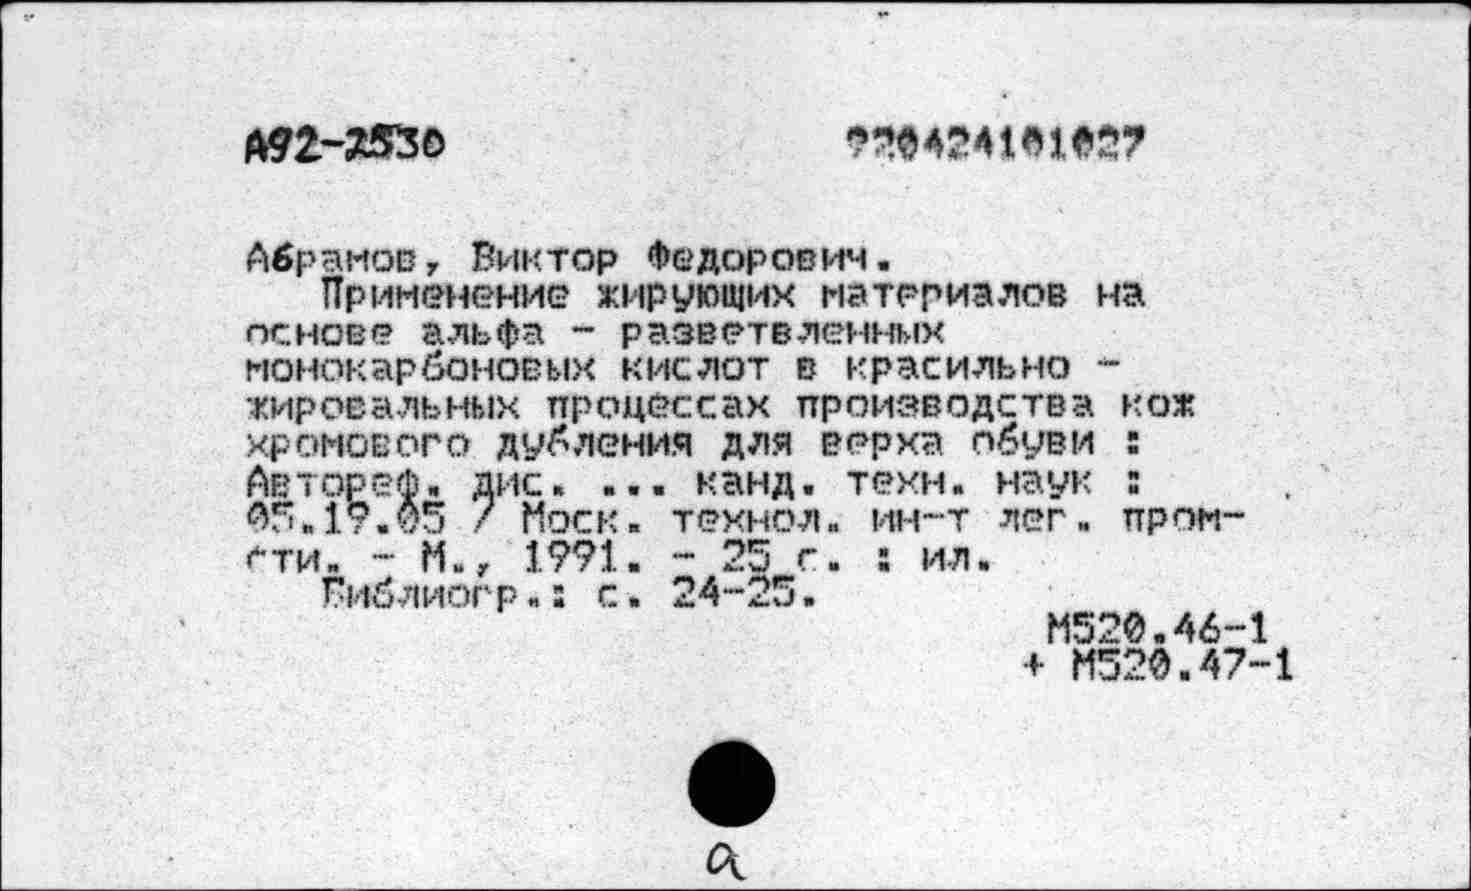 А92-2530 920424101027
Абрамов, Виктор Федорович.
Применение жирующих материалов на
основе альфа - разветвленных
монокарбоновых кислот в красильно -
жировальных процессах производства кож
хромового дубления для верха обуви :
Автореф. дис. ... канд. техн. наук :
05.19.05 / Моск. технол. ин-т лег. пром-
сти. - М., 1991. - 25 с. : ил.
Библиогр.: с. 24-25.
М520.46-1
+ М520.47-1
а